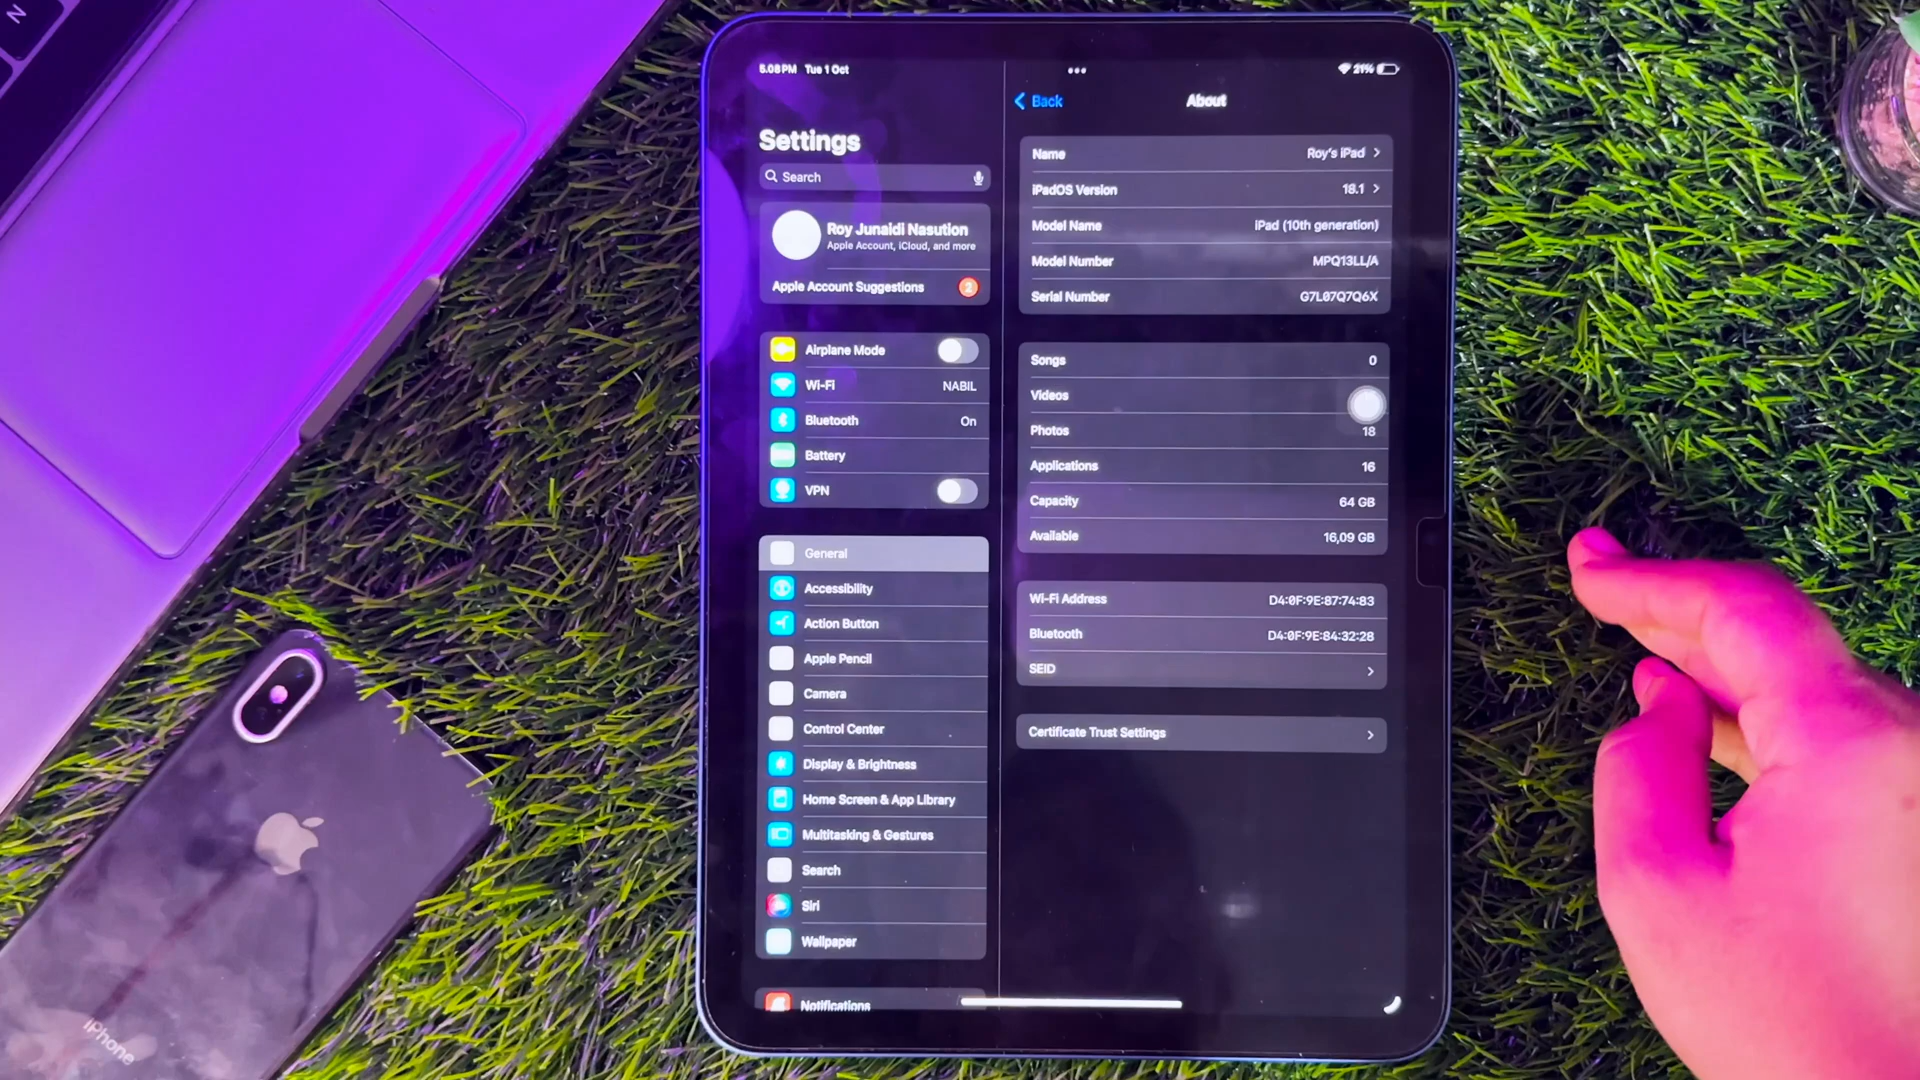 N
5.08 PM Tue 1 Oct
21%
Settings
Search
Roy Junaidi Nasution
Apple Account, iCloud, and more
Apple Account Suggestions 2
Airplane Mode
Wi-Fi NABIL
Bluetooth On
Battery
VPN
General
Accessibility
Action Button
Apple Pencil
Camera
Control Center
Display & Brightness
Home Screen & App Library
Multitasking & Gestures
Search
Siri
Wallpaper
Notifications
Back About
Name Roy's iPad
iPadOS Version 18.1
Model Name iPad (10th generation)
Model Number MPQ13LL/A
Serial Number G7L07Q7Q6X
Songs 0
Videos
Photos 18
Applications 16
Capacity 64 GB
Available 16,09 GB
Wi-Fi Address D4:0F:9E:87:74:83
Bluetooth D4:0F:9E:84:32:28
SEID
Certificate Trust Settings
iPhone